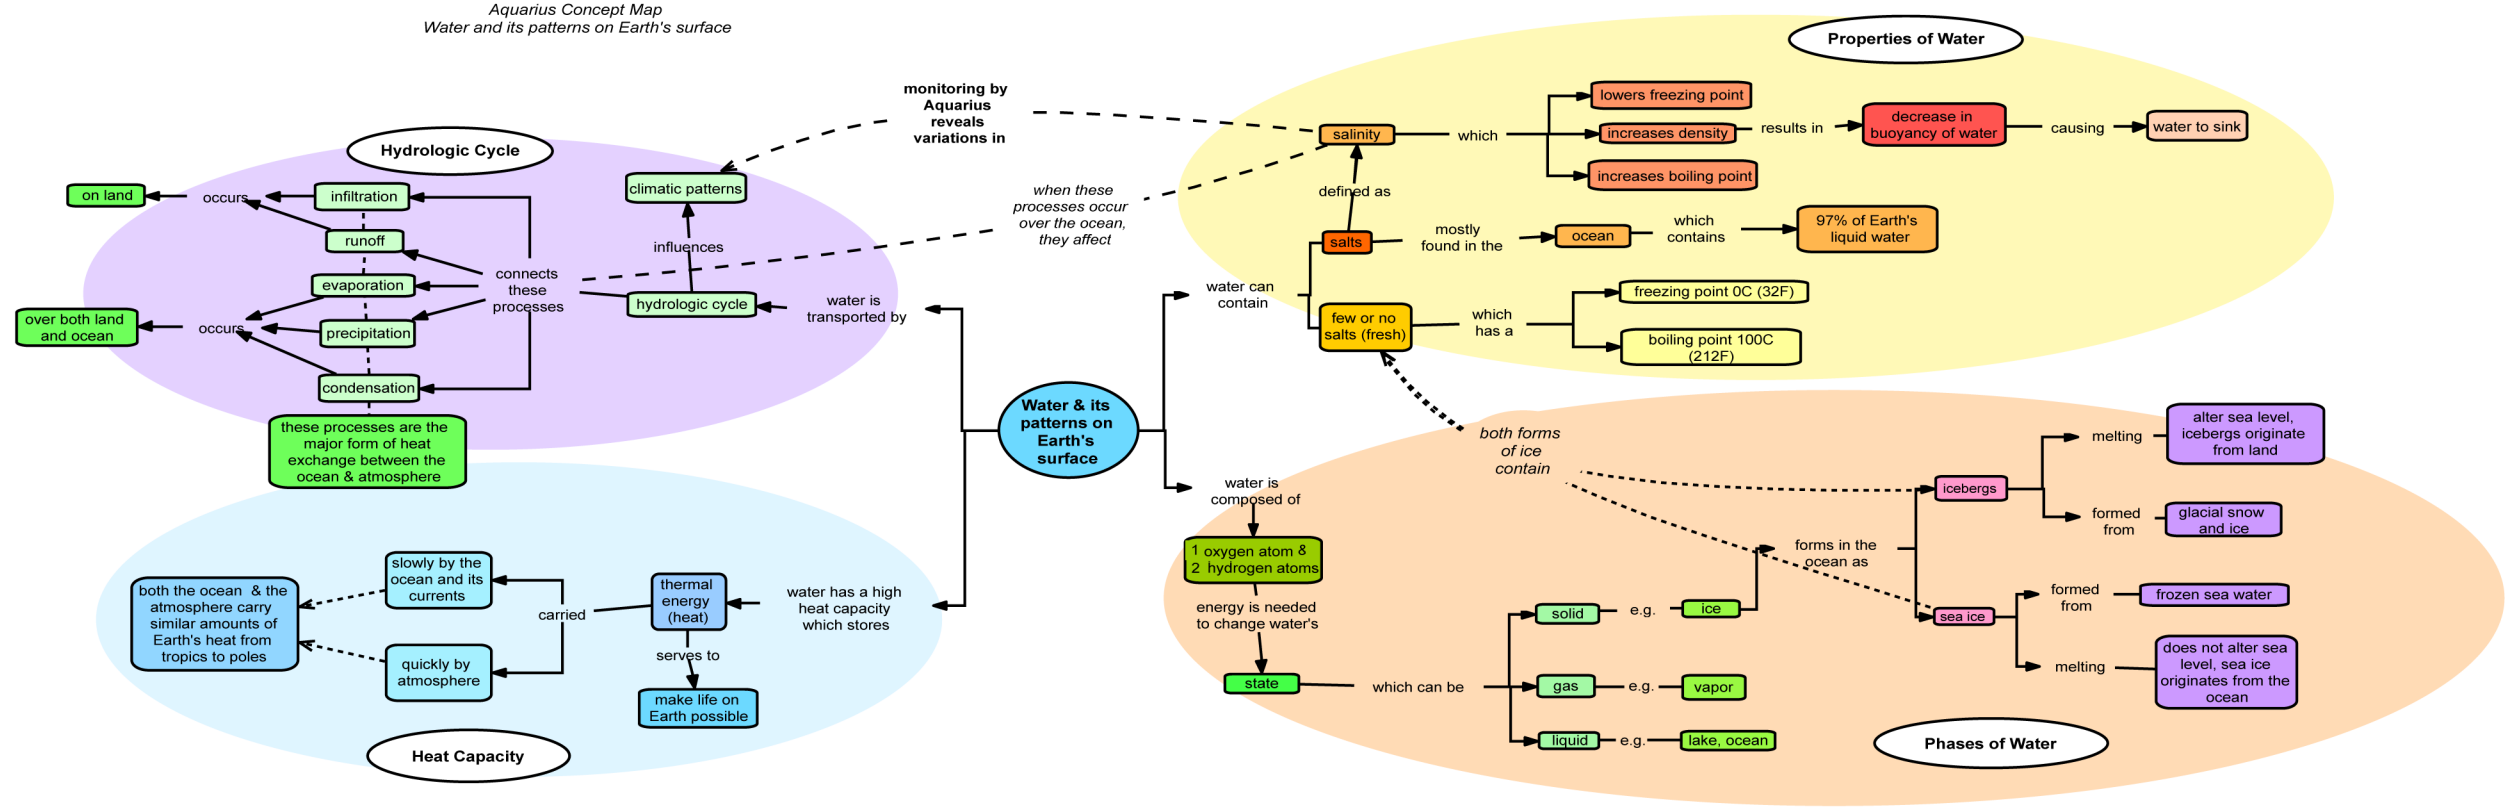 Aquarius Concept Map
Water and its patterns on Earth's surface
Hydrologic Cycle
on land
occurs
infiltration
runoff
evaporation
over both land
and ocean
occurs
precipitation
condensation
these processes are the
major form of heat
exchange between the
ocean & atmosphere
connects
these
processes
climatic patterns
influences
hydrologic cycle
water is
transported by
monitoring by
Aquarius
reveals
variations in
when these
processes occur
over the ocean,
they affect
Properties of Water
salinity
which
lowers freezing point
increases density
increases boiling point
results in
decrease in
buoyancy of water
causing
water to sink
defined as
salts
mostly
found in the
ocean
which
contains
97% of Earth's
liquid water
water can
contain
few or no
salts (fresh)
which
has a
freezing point 0C (32F)
boiling point 100C
(212F)
Water & its
patterns on
Earth's
surface
Heat Capacity
both the ocean & the
atmosphere carry
similar amounts of
Earth's heat from
tropics to poles
slowly by the
ocean and its
currents
quickly by
atmosphere
carried
thermal
energy
(heat)
serves to
make life on
Earth possible
water has a high
heat capacity
which stores
Phases of Water
both forms
of ice
contain
water is
composed of
1 oxygen atom &
2 hydrogen atoms
energy is needed
to change water's
state
which can be
solid
e.g.
ice
gas
e.g.
vapor
liquid
e.g.
lake, ocean
forms in the
ocean as
icebergs
melting
alter sea level,
icebergs originate
from land
formed
from
glacial snow
and ice
sea ice
formed
from
frozen sea water
melting
does not alter sea
level, sea ice
originates from the
ocean